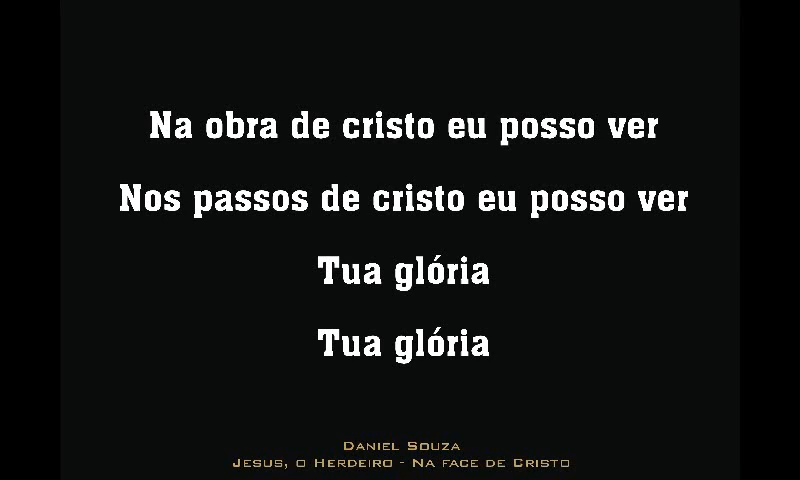 Na obra de cristo eu posso ver
Nos passos de cristo eu posso ver
Tua glória
Tua glória
Daniel Souza
Jesus, o Herdeiro - Na face de Cristo